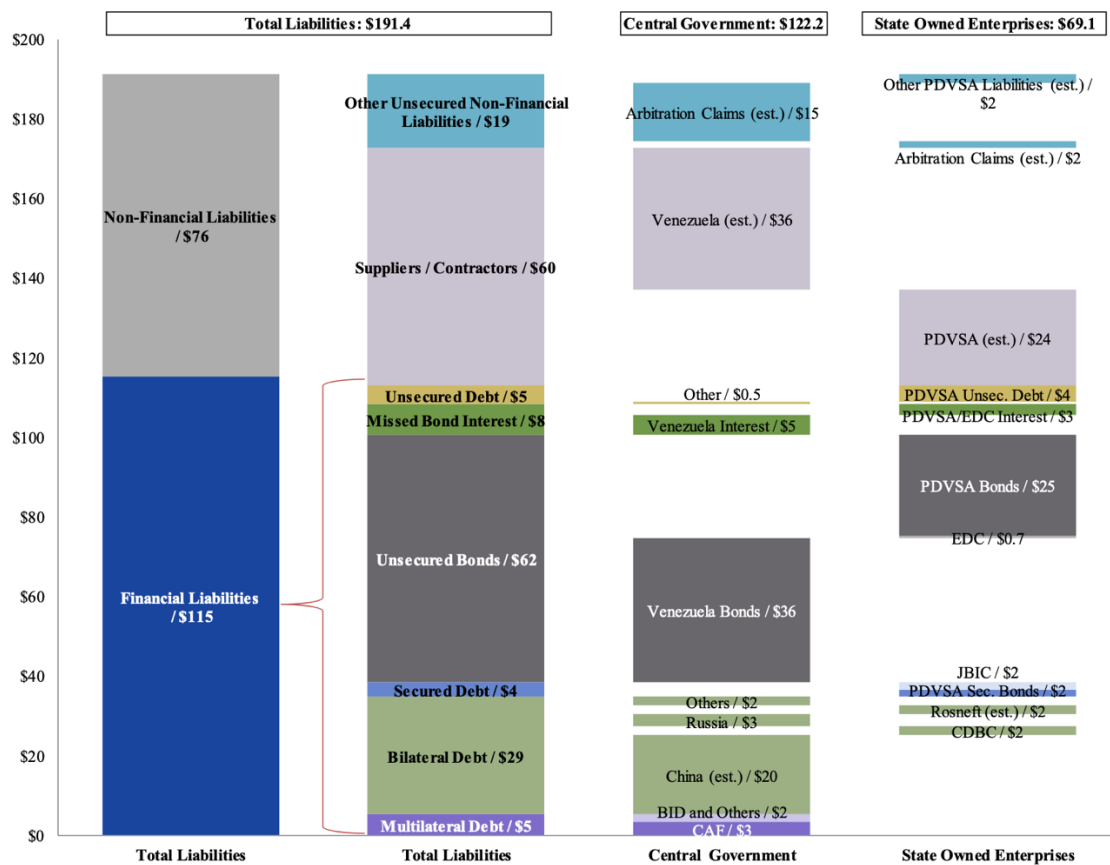 Total Liabilities: $191.4
Central Government: $122.2
State Owned Enterprises: $69.1
$200
$180
$160
$140
$120
$100
$80
$60
$40
$20
$0
Non-Financial Liabilities
/ $76
Financial Liabilities
/ $115
Total Liabilities
Other Unsecured Non-Financial
Liabilities / $19
Suppliers / Contractors / $60
Unsecured Debt / $5
Missed Bond Interest / $8
Unsecured Bonds / $62
Secured Debt / $4
Bilateral Debt / $29
Multilateral Debt / $5
Total Liabilities
Arbitration Claims (est.) / $15
Venezuela (est.) / $36
Other / $0.5
Venezuela Interest / $5
Venezuela Bonds / $36
Others / $2
Russia / $3
China (est.) / $20
BID and Others / $2
CAF / $3
Central Government
Other PDVSA Liabilities (est.) /
$2
Arbitration Claims (est.) / $2
PDVSA (est.) / $24
PDVSA Unsec. Debt / $4
PDVSA/EDC Interest / $3
PDVSA Bonds / $25
EDC / $0.7
JBIC / $2
PDVSA Sec. Bonds / $2
Rosneft (est.) / $2
CDBC / $2
State Owned Enterprises